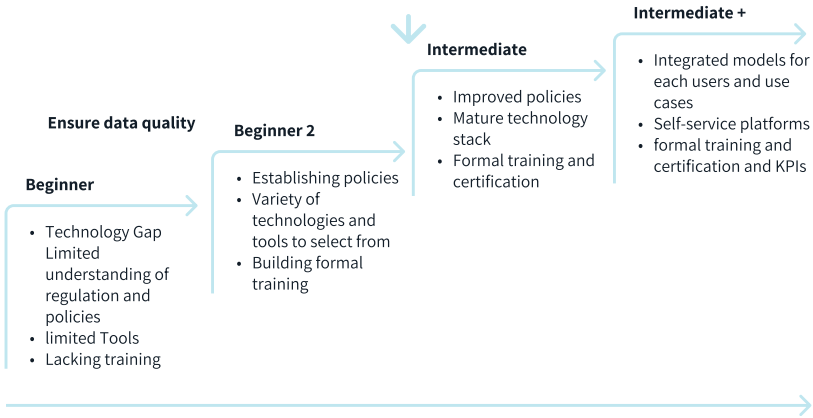 Ensure data quality
Beginner
• Technology Gap
Limited
understanding of
regulation and
policies
• limited Tools
• Lacking training
Beginner 2
• Establishing policies
• Variety of
technologies and
tools to select from
• Building formal
training
Intermediate
• Improved policies
• Mature technology
stack
• Formal training and
certification
Intermediate +
• Integrated models for
each users and use
cases
• Self-service platforms
• formal training and
certification and KPIs